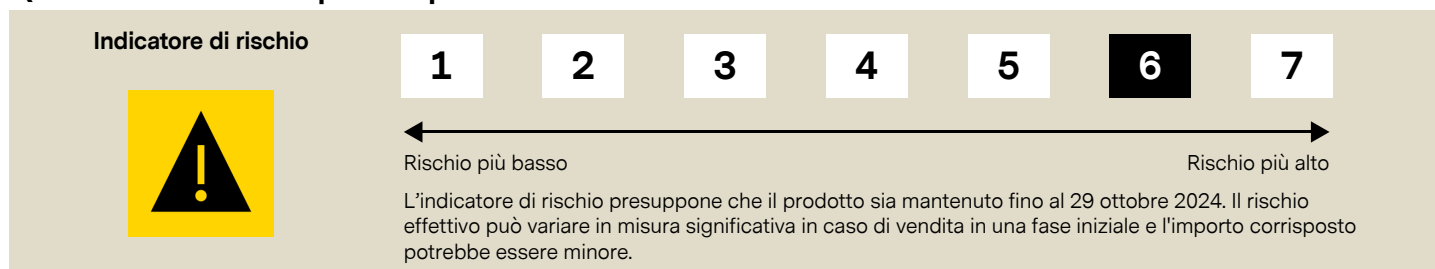 Indicatore di rischio
1 2 3 4 5 6 7
Rischio più basso Rischio più alto
L'indicatore di rischio presuppone che il prodotto sia mantenuto fino al 29 ottobre 2024. Il rischio
effettivo può variare in misura significativa in caso di vendita in una fase iniziale e l'importo corrisposto
potrebbe essere minore.